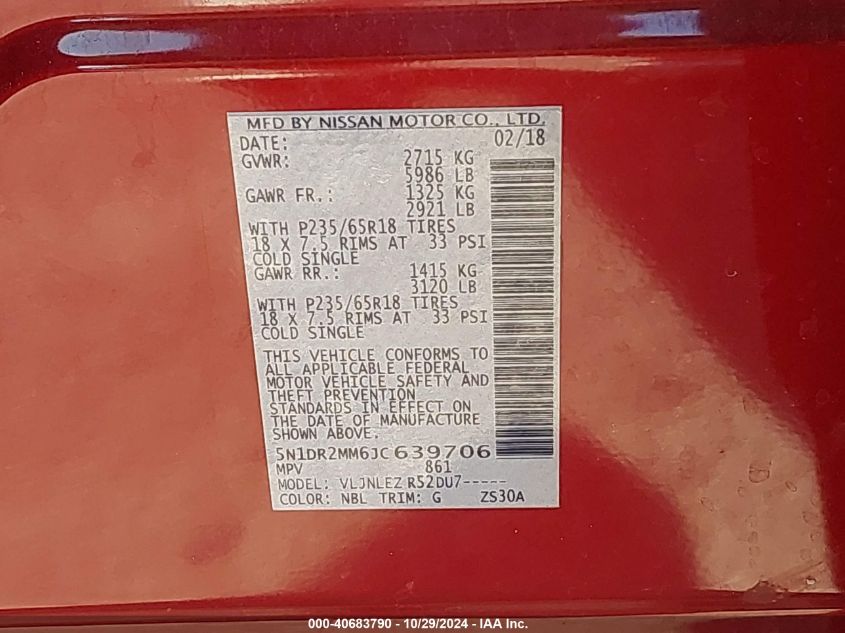 MFD BY NISSAN MOTOR CO., LTD.
DATE: 02/18
GVWR: 2715 KG
5986 LB
GAWR FR.: 1325 KG
2921 LB
WITH P235/65R18 TIRES
18 X 7.5 RIMS AT 33 PSI
COLD SINGLE
GAWR RR.: 1415 KG
3120 LB
WITH P235/65R18 TIRES
18 X 7.5 RIMS AT 33 PSI
COLD SINGLE
THIS VEHICLE CONFORMS TO
ALL APPLICABLE FEDERAL
MOTOR VEHICLE SAFETY AND
THEFT PREVENTION
STANDARDS IN EFFECT ON
THE DATE OF MANUFACTURE
SHOWN ABOVE.
5N1DR2MM6JC639706
MPV 861
MODEL: VLJNLEZ R52DU7-----
COLOR: NBL TRIM: G ZS30A
000-40683790 - 10/29/2024 - IAA Inc.